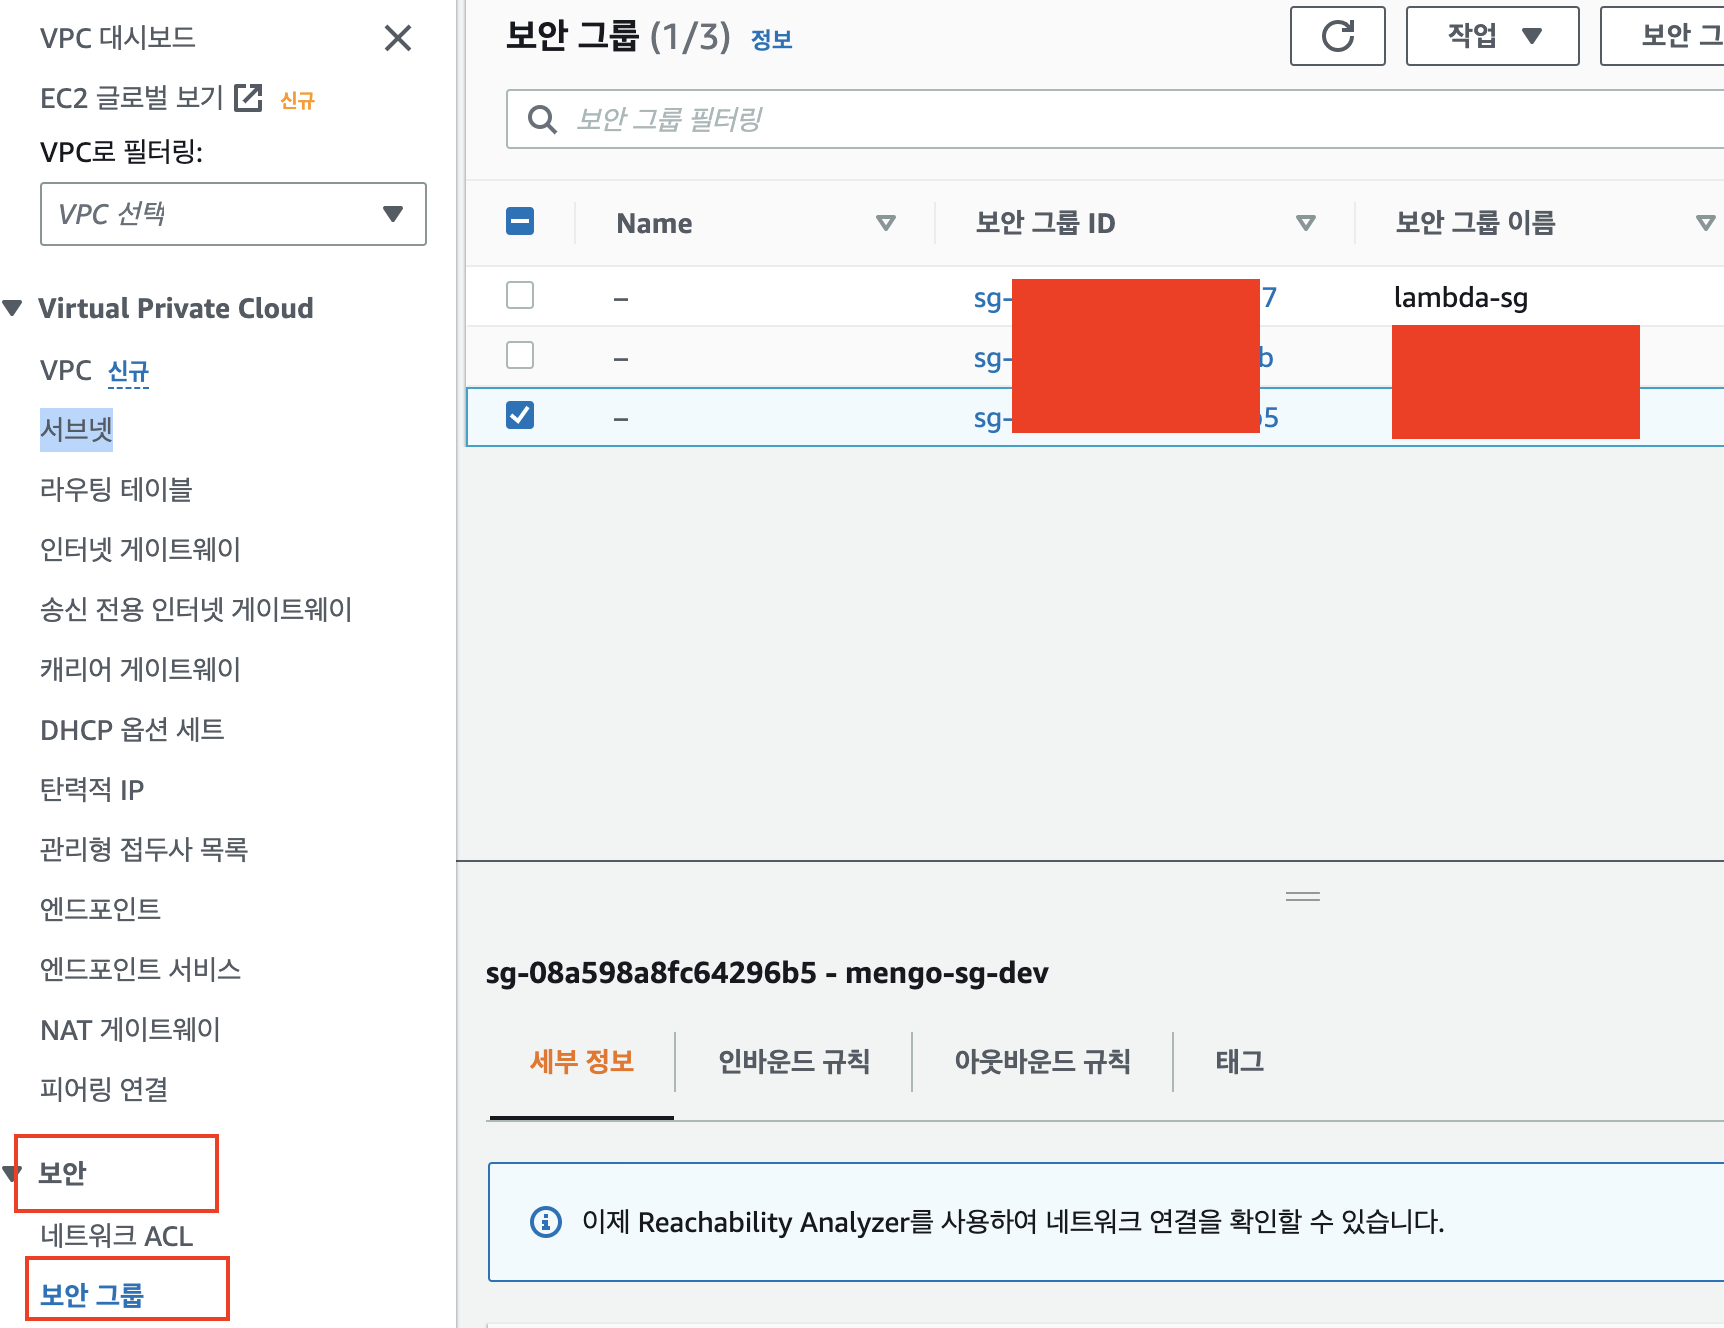 VPC 대시보드
EC2 글로벌 보기 신규
VPC로 필터링:
VPC 선택
Virtual Private Cloud
VPC 신규
서브넷
라우팅 테이블
인터넷 게이트웨이
송신 전용 인터넷 게이트웨이
캐리어 게이트웨이
DHCP 옵션 세트
탄력적 IP
관리형 접두사 목록
엔드포인트
엔드포인트 서비스
NAT 게이트웨이
피어링 연결
보안
네트워크 ACL
보안 그룹
보안 그룹 (1/3) 정보
작업
보안 그
보안 그룹 필터링
Name 보안 그룹 ID 보안 그룹 이름
– sg- 7 lambda-sg
– sg- b
– sg- 5
sg-08a598a8fc64296b5 - mengo-sg-dev
세부 정보 인바운드 규칙 아웃바운드 규칙 태그
이제 Reachability Analyzer를 사용하여 네트워크 연결을 확인할 수 있습니다.